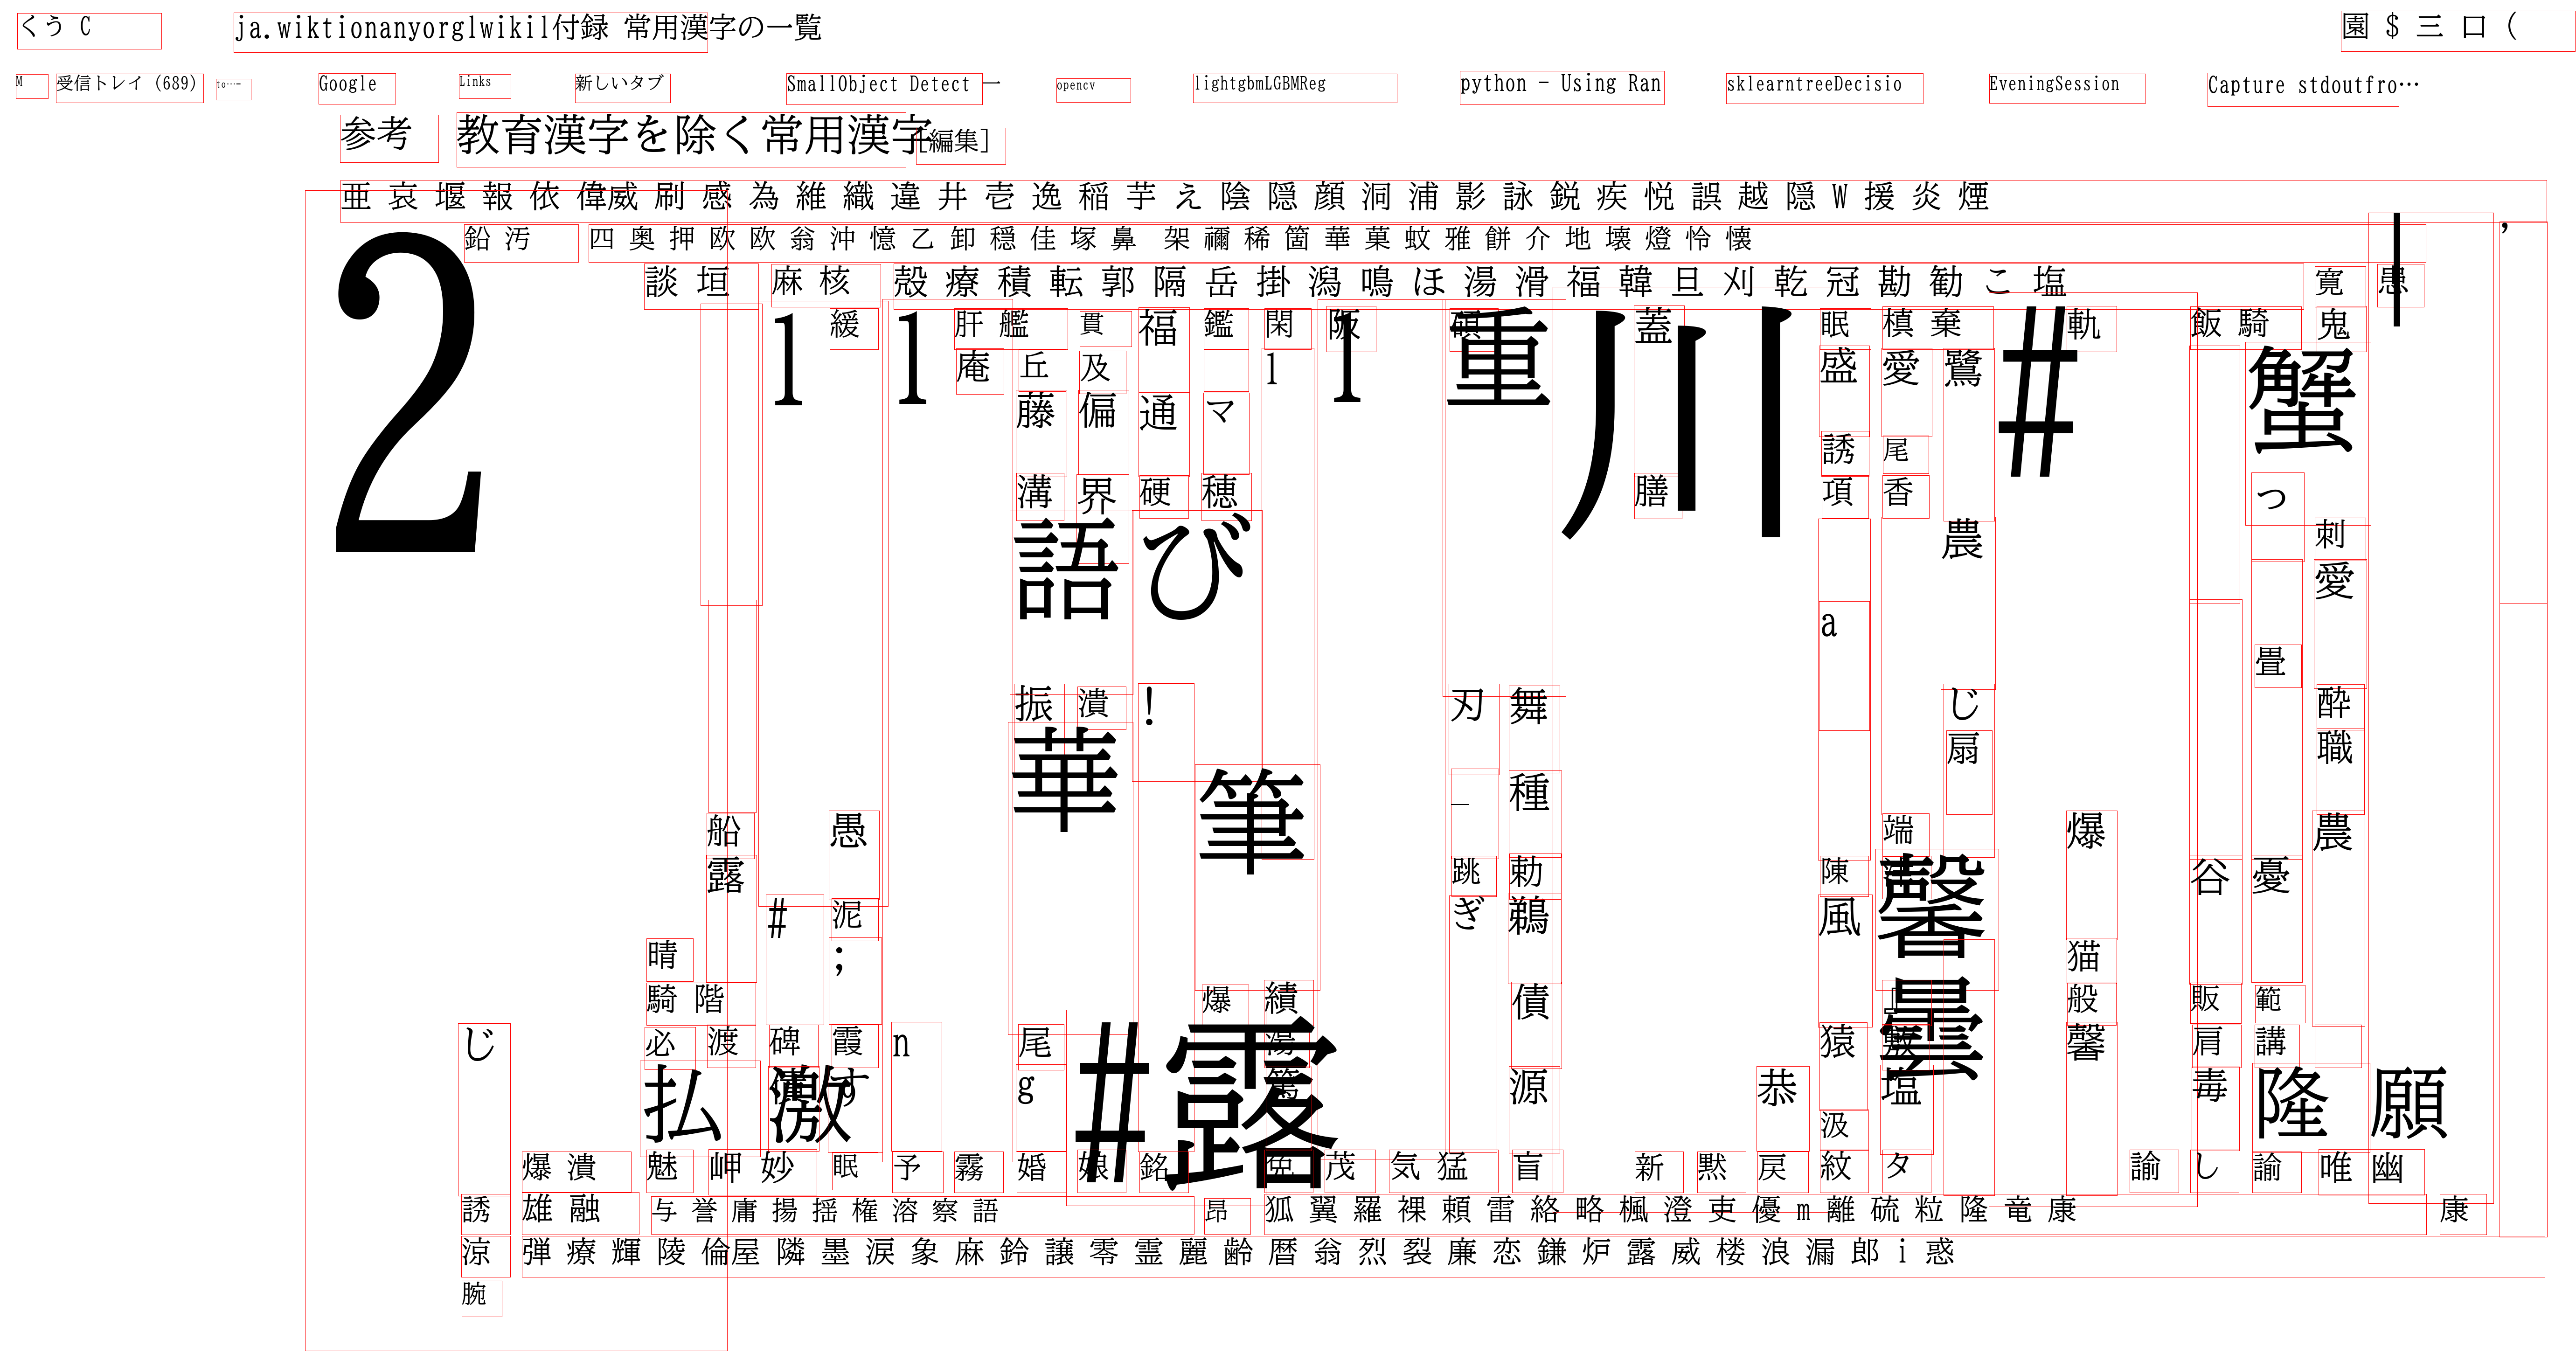 くう C ja.wiktionanyorglwikil付録 常用漢字の一覧 園 $ 三 口 (
M 受信トレイ (689) to…- Google Links 新しいタブ SmallObject Detect — opencv lightgbmLGBMReg python - Using Ran sklearntreeDecisio EveningSession Capture stdoutfro…
参考 教育漢字を除く常用漢字 [編集]
亜 哀 堰 報 依 偉威 刷 感 為 維 織 違 井 壱 逸 稲 芋 え 陰 隠 顔 洞 浦 影 詠 鋭 疾 悦 誤 越 隠 W 援 炎 煙
鉛 汚 四 奥 押 欧 欧 翁 沖 憶 乙 卸 穏 佳 塚 鼻 架 禰 稀 箇 華 菓 蚊 雅 餅 介 地 壊 燈 怜 懐 | ,
談 垣 麻 核 殻 療 積 転 郭 隔 岳 掛 潟 鳴 ほ 湯 滑 福 韓 旦 刈 乾 冠 勘 勧 こ 塩 寛 愚
2 1 緩 1 肝 艦 貫 福 鑑 閑 阪 1 頑 重 川 | 蓋 眠 槙 棄 # 軌 飯 騎 鬼
庵 丘 及 1 盛 愛 鷺 蟹
藤 偏 通 マ
誘 尾
溝 界 硬 穂 膳 項 香 っ
語 び 農 刺
愛
a
畳
振 潰 ! 刃 舞 じ 酔
華 扇 職
筆 _ 種
船 愚 端 爆 農
露 跳 勅 陳 馨 谷 憂
# 泥 ぎ 鵜 風
晴 ; 猫
騎 階 爆 績 債 曇 般 販 範
じ 必 渡 碑 霞 n 尾 # 露 湯 猿 敷 馨 肩 講
払 激 す 9 g 篤 源 恭 塩 毒 隆 願
汲
爆 潰 魅 岬 妙 眠 予 霧 婚 娘 銘 免 茂 気 猛 盲 新 黙 戻 紋 タ 諭 し 諭 唯 幽
誘 雄 融 与 誉 庸 揚 揺 権 溶 察 語 昂 狐 翼 羅 裸 頼 雷 絡 略 楓 澄 吏 優 m 離 硫 粒 隆 竜 康 康
涼 弾 療 輝 陵 倫屋 隣 墨 涙 象 麻 鈴 譲 零 霊 麗 齢 暦 翁 烈 裂 廉 恋 鎌 炉 露 威 楼 浪 漏 郎 i 惑
腕